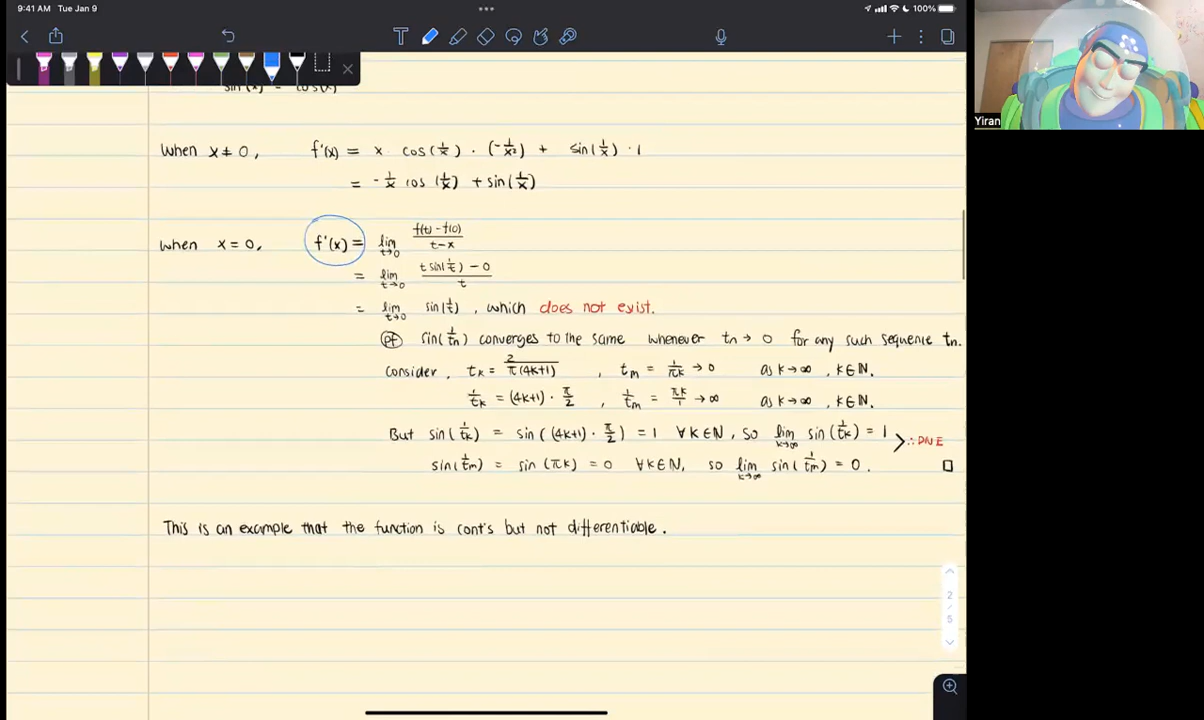 9:41 AM Tue Jan 9
100%
T
sin'(x) = cos(x)
When x≠0, f'(x) = x cos(1/x) · (-1/x²) + sin(1/x) · 1
= -1/x cos(1/x) + sin(1/x)
when x=0, f'(x) = lim t→0 (f(t) - f(0))/(t-x)
= lim t→0 (t sin(1/t) - 0)/t
= lim t→0 sin(1/t), which does not exist.
Pf sin(1/tn) converges to the same whenever tn → 0 for any such sequence tn.
Consider, tk = 2/(π(4k+1)), tm = 1/πk → 0 as k→∞, k∈ℕ.
1/tk = (4k+1) · π/2, 1/tm = πk/1 → ∞ as k→∞, k∈ℕ.
But sin(1/tk) = sin((4k+1) · π/2) = 1 ∀k∈ℕ, so lim k→∞ sin(1/tk) = 1 ∴ DNE
sin(1/tm) = sin(πk) = 0 ∀k∈ℕ, so lim k→∞ sin(1/tm) = 0. □
This is an example that the function is cont's but not differentiable.
2
5
Yiran